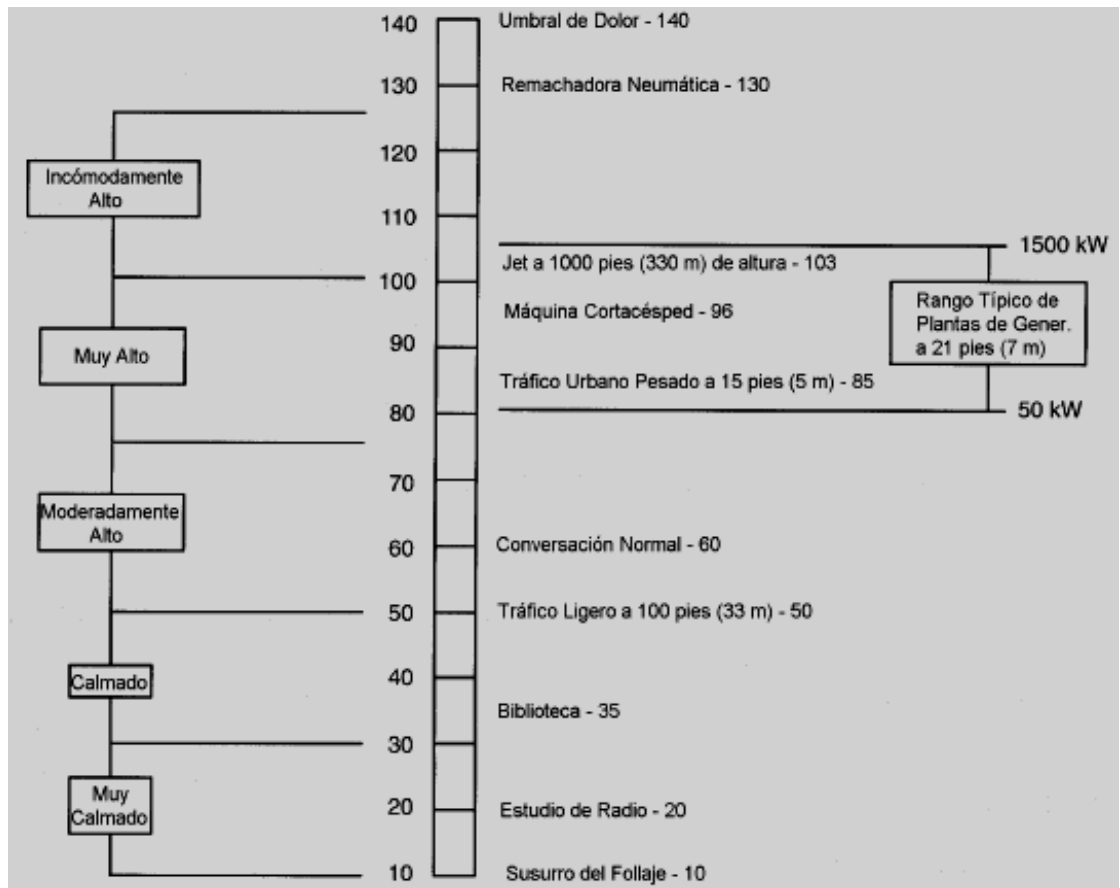 140 Umbral de Dolor - 140
130 Remachadora Neumática - 130
120
Incómodamente
Alto
110
1500 kW
Jet a 1000 pies (330 m) de altura - 103
100
Rango Típico de
Plantas de Gener.
a 21 pies (7 m)
Máquina Cortacésped - 96
90
Muy Alto
Tráfico Urbano Pesado a 15 pies (5 m) - 85
80
50 kW
70
Moderadamente
Alto
60 Conversación Normal - 60
50 Tráfico Ligero a 100 pies (33 m) - 50
Calmado
40
Biblioteca - 35
30
Muy
Calmado
20 Estudio de Radio - 20
10 Susurro del Follaje - 10